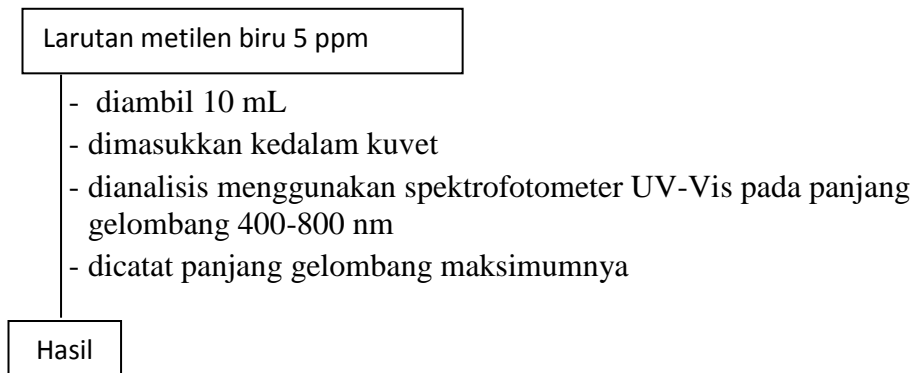 Larutan metilen biru 5 ppm
- diambil 10 mL
- dimasukkan kedalam kuvet
- dianalisis menggunakan spektrofotometer UV-Vis pada panjang
gelombang 400-800 nm
- dicatat panjang gelombang maksimumnya
Hasil